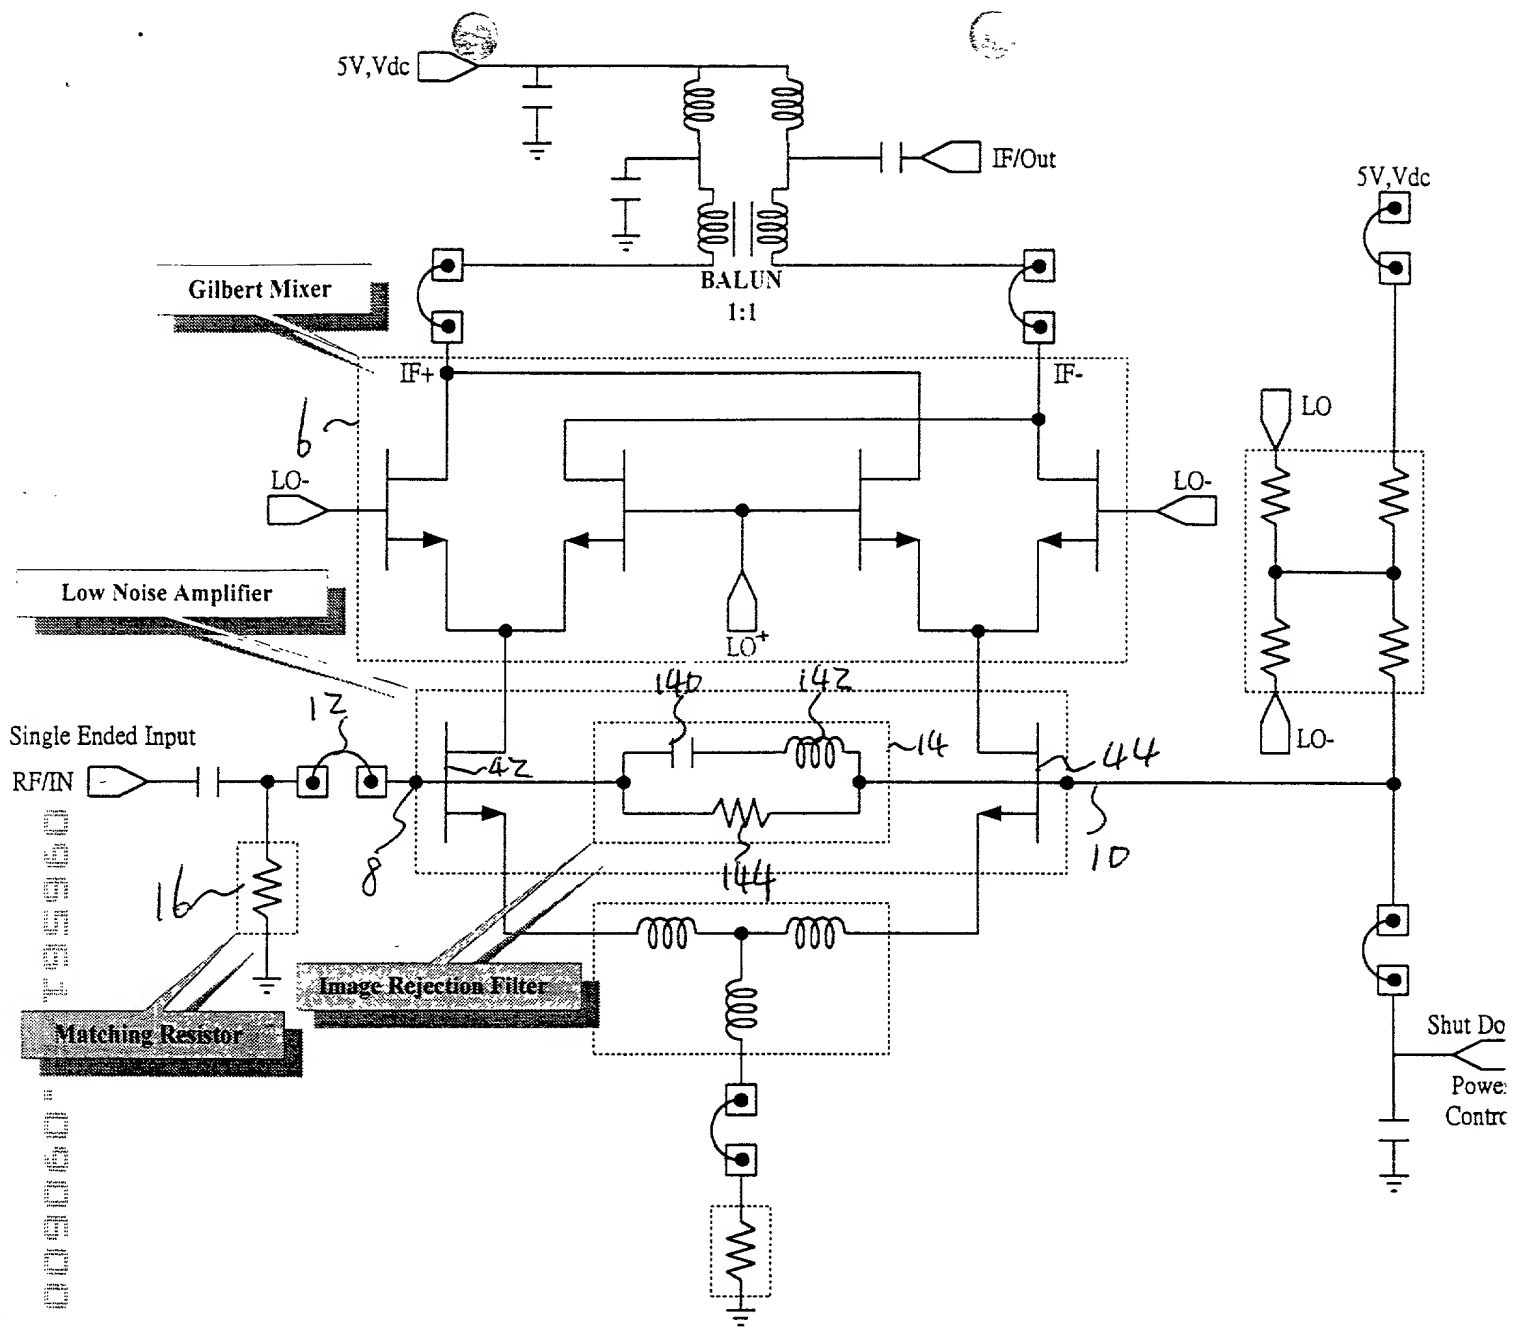 5V,Vdc
IF/Out
5V,Vdc
BALUN
1:1
Gilbert Mixer
IF+
IF-
6
LO
LO-
LO-
Low Noise Amplifier
LO+
140
142
12
Single Ended Input
14
LO-
42
44
RF/IN
8
144
10
16
Image Rejection Filter
Matching Resistor
Shut Do
Powe
Contro